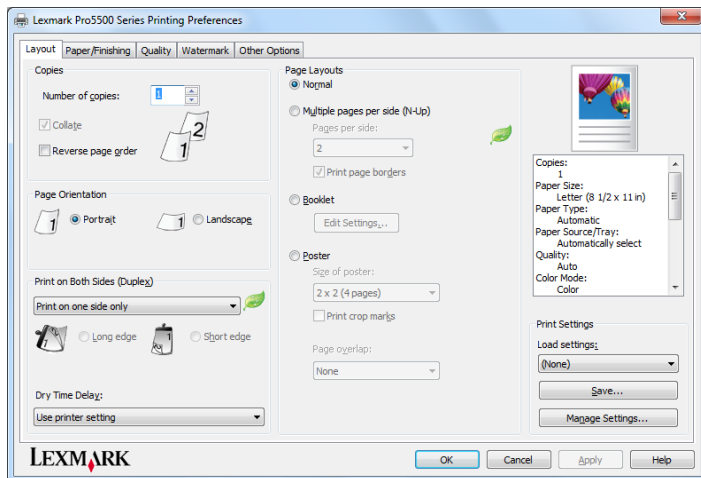 Lexmark Pro5500 Series Printing Preferences
Layout Paper/Finishing Quality Watermark Other Options
Copies
Number of copies: 1
Collate
Reverse page order
1 2
Page Orientation
1 Portrait 1 Landscape
Print on Both Sides (Duplex)
Print on one side only
Long edge 1 Short edge
Dry Time Delay:
Use printer setting
Page Layouts
Normal
Multiple pages per side (N-Up)
Pages per side:
2
Print page borders
Booklet
Edit Settings...
Poster
Size of poster:
2 x 2 (4 pages)
Print crop marks
Page overlap:
None
Copies:
1
Paper Size:
Letter (8 1/2 x 11 in)
Paper Type:
Automatic
Paper Source/Tray:
Automatically select
Quality:
Auto
Color Mode:
Color
Print Settings
Load settings:
(None)
Save...
Manage Settings...
LEXMARK
OK Cancel Apply Help